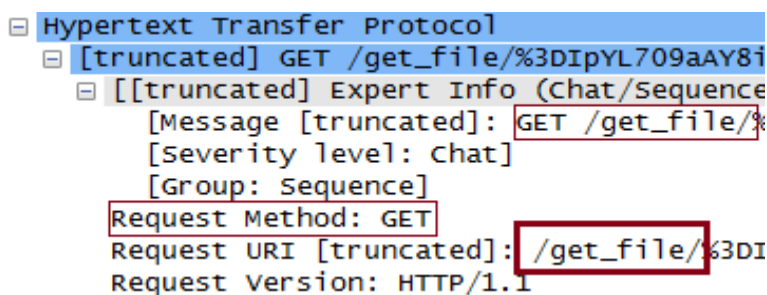 Hypertext Transfer Protocol
[truncated] GET /get_file/%3DIpYL709aAY8i
[[truncated] Expert Info (Chat/Sequence
[Message [truncated]: GET /get_file/%
[Severity level: Chat]
[Group: Sequence]
Request Method: GET
Request URI [truncated]: /get_file/%3DI
Request Version: HTTP/1.1